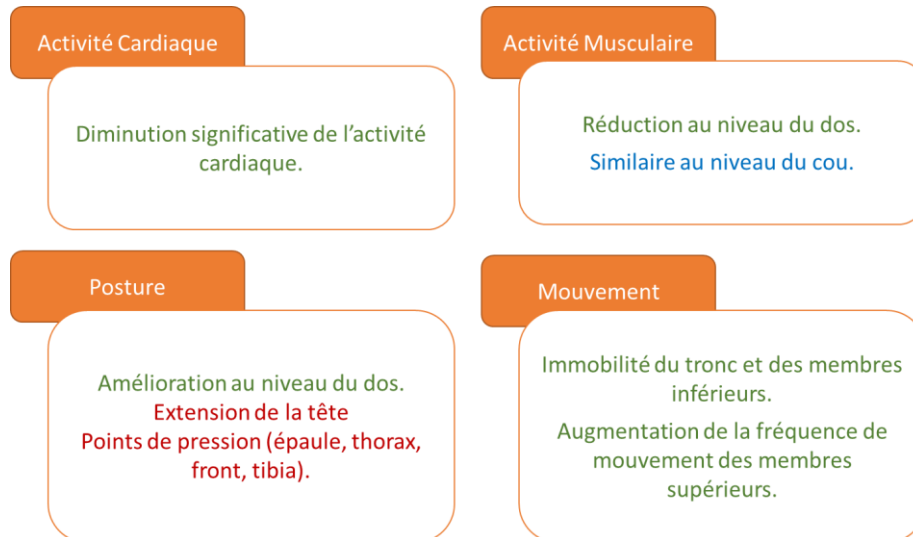 Activité Cardiaque
Diminution significative de l’activité
cardiaque.
Activité Musculaire
Réduction au niveau du dos.
Similaire au niveau du cou.
Posture
Amélioration au niveau du dos.
Extension de la tête
Points de pression (épaule, thorax,
front, tibia).
Mouvement
Immobilité du tronc et des membres
inférieurs.
Augmentation de la fréquence de
mouvement des membres
supérieurs.